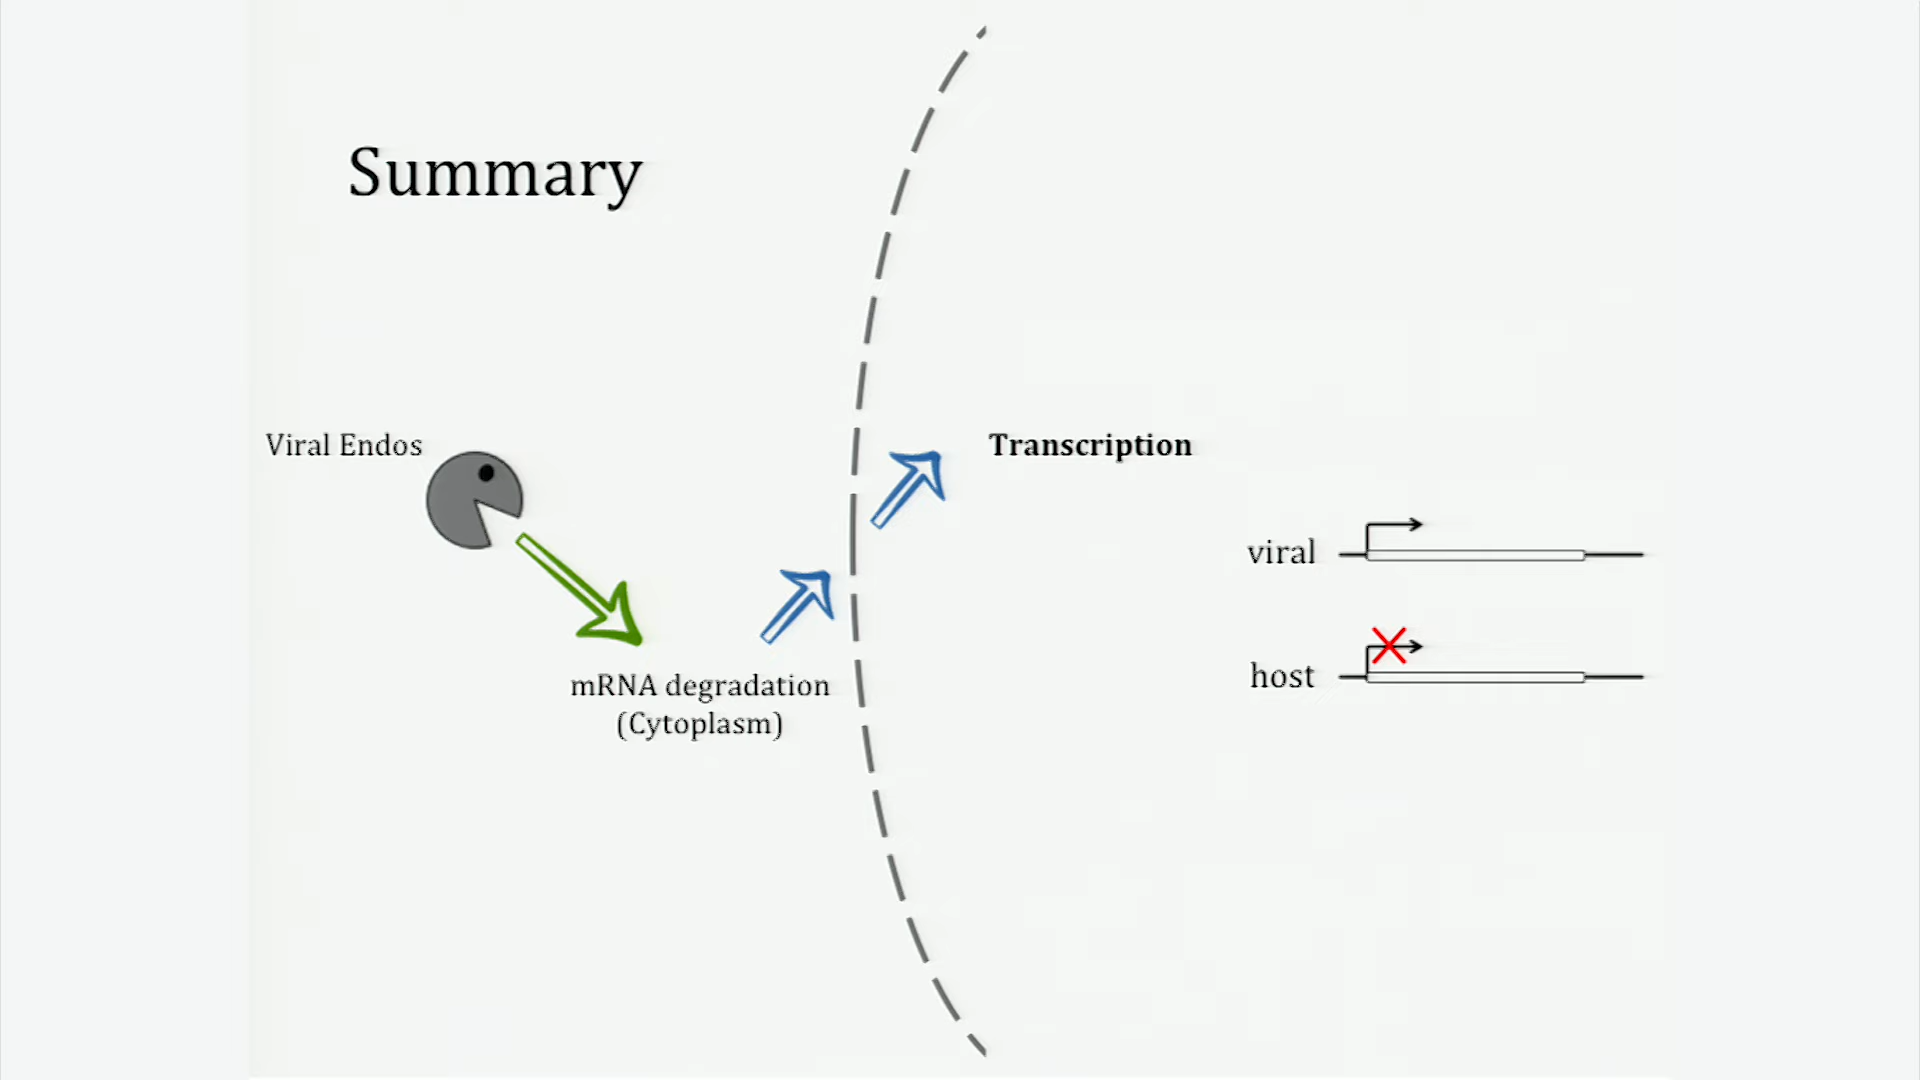 Summary
Viral Endos
Transcription
viral
host
mRNA degradation
(Cytoplasm)